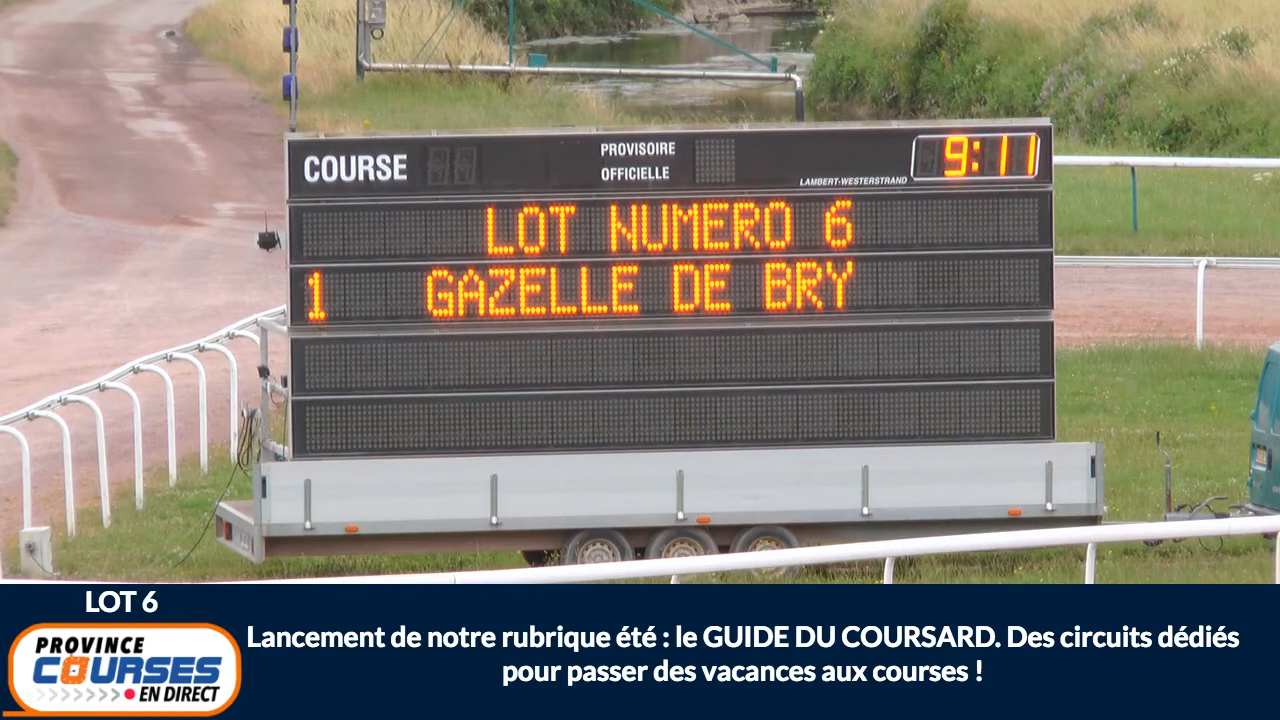 COURSE
PROVISOIRE
OFFICIELLE
LAMBERT-WESTERSTRAND
9:11
LOT NUMERO 6
1 GAZELLE DE BRY
LOT 6
PROVINCE
COURSES
EN DIRECT
Lancement de notre rubrique été : le GUIDE DU COURSARD. Des circuits dédiés
pour passer des vacances aux courses !